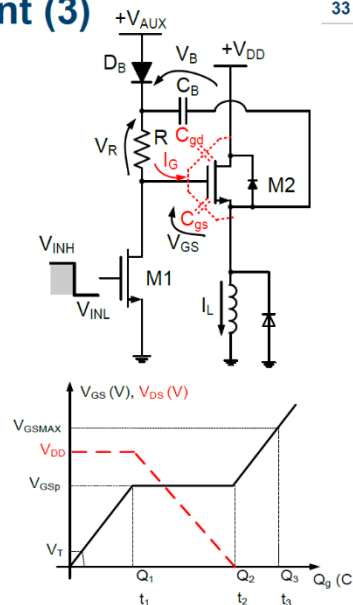 nt (3)
33
+VAUX
DB
VB
+VDD
CB
VR
R
Cgd
IG
M2
Cgs
VGS
VINH
M1
VINL
IL
VGS (V), VDS (V)
VGSMAX
VDD
VGSp
VT
Q1
Q2
Q3
Qg (C
t1
t2
t3